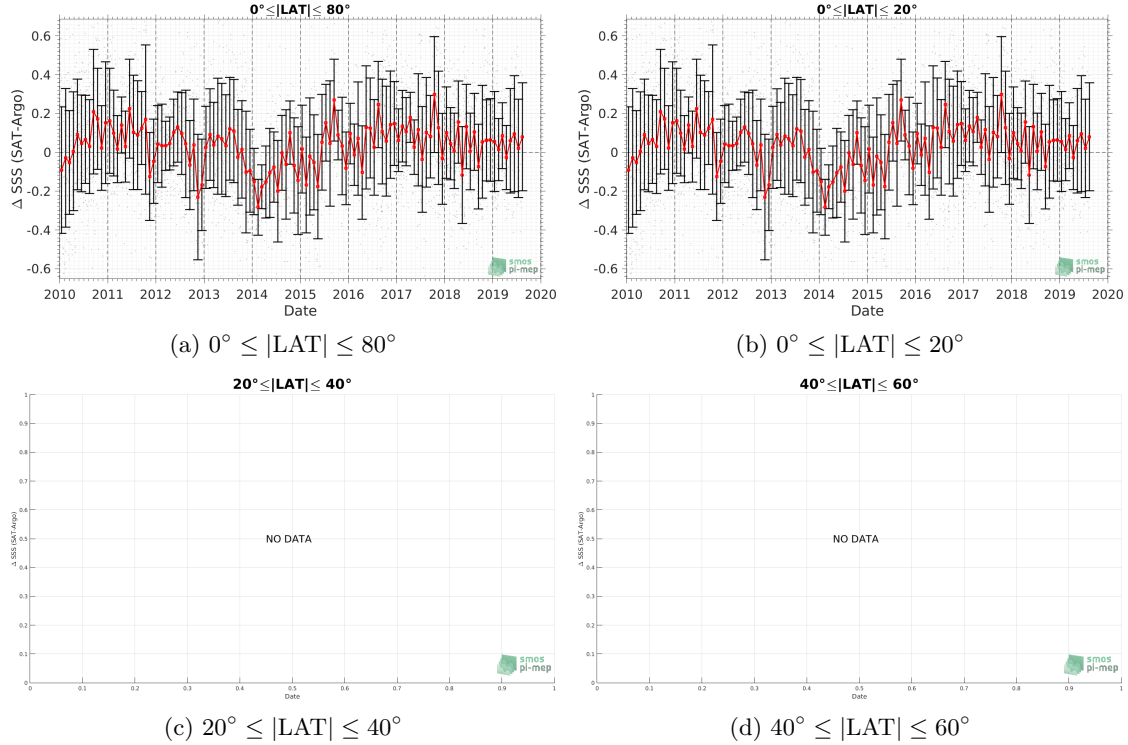 0°≤|LAT|≤ 80°
Δ SSS (SAT-Argo)
0.6
0.4
0.2
0
-0.2
-0.4
-0.6
2010 2011 2012 2013 2014 2015 2016 2017 2018 2019 2020
Date
smos
pi-mep
(a) 0° ≤ |LAT| ≤ 80°
0°≤|LAT|≤ 20°
Δ SSS (SAT-Argo)
0.6
0.4
0.2
0
-0.2
-0.4
-0.6
2010 2011 2012 2013 2014 2015 2016 2017 2018 2019 2020
Date
smos
pi-mep
(b) 0° ≤ |LAT| ≤ 20°
20°≤|LAT|≤ 40°
Δ SSS (SAT-Argo)
1
0.9
0.8
0.7
0.6
0.5
0.4
0.3
0.2
0.1
0
NO DATA
0 0.1 0.2 0.3 0.4 0.5 0.6 0.7 0.8 0.9 1
Date
smos
pi-mep
(c) 20° ≤ |LAT| ≤ 40°
40°≤|LAT|≤ 60°
Δ SSS (SAT-Argo)
1
0.9
0.8
0.7
0.6
0.5
0.4
0.3
0.2
0.1
0
NO DATA
0 0.1 0.2 0.3 0.4 0.5 0.6 0.7 0.8 0.9 1
Date
smos
pi-mep
(d) 40° ≤ |LAT| ≤ 60°